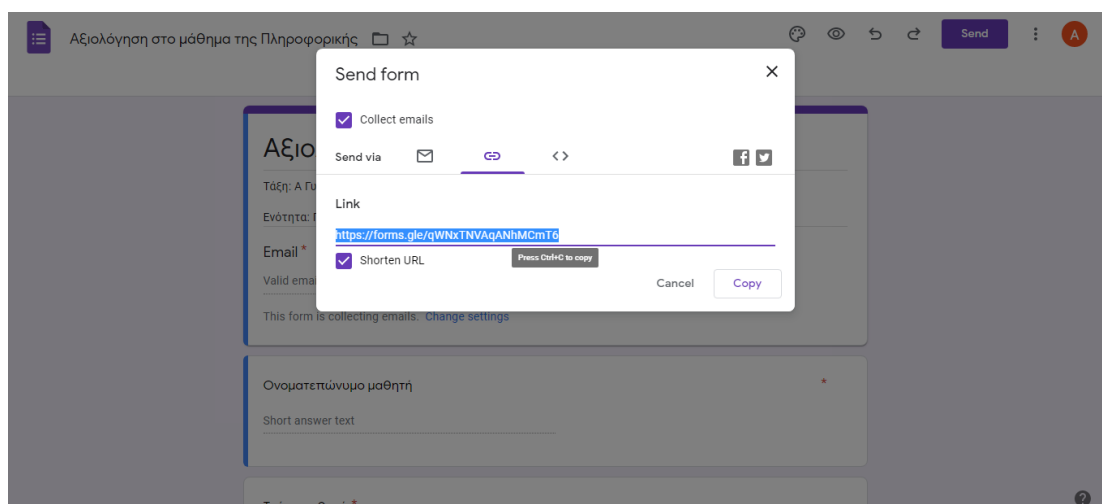 Αξιολόγηση στο μάθημα της Πληροφορικής
Send
A
Send form
Collect emails
Αξιο
Send via
Τάξη: Α Γυ
Link
Ενότητα:
https://forms.gle/qWNxTNVAqANhMCmT6
Email *
Shorten URL
Press Ctrl+C to copy
Valid emai
Cancel
Copy
This form is collecting emails. Change settings
Ονοματεπώνυμο μαθητή *
Short answer text